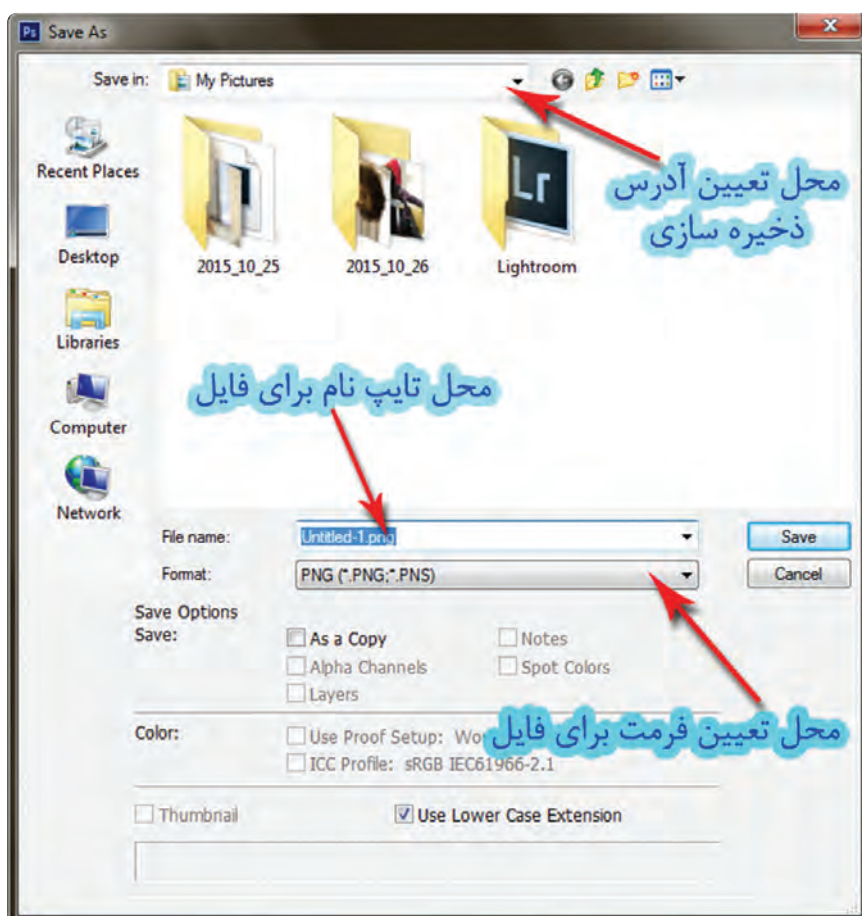 Ps Save As
Save in: My Pictures
Recent Places
Desktop
Libraries
Computer
Network
2015_10_25
2015_10_26
Lr
Lightroom
محل تعیین آدرس
ذخیره سازی
محل تایپ نام برای فایل
File name: Untitled-1.png
Save
Format: PNG (*.PNG;*.PNS)
Cancel
Save Options
Save:
As a Copy
Notes
Alpha Channels
Spot Colors
Layers
محل تعیین فرمت برای فایل
Color:
Use Proof Setup:
ICC Profile: sRGB IEC61966-2.1
Thumbnail
Use Lower Case Extension